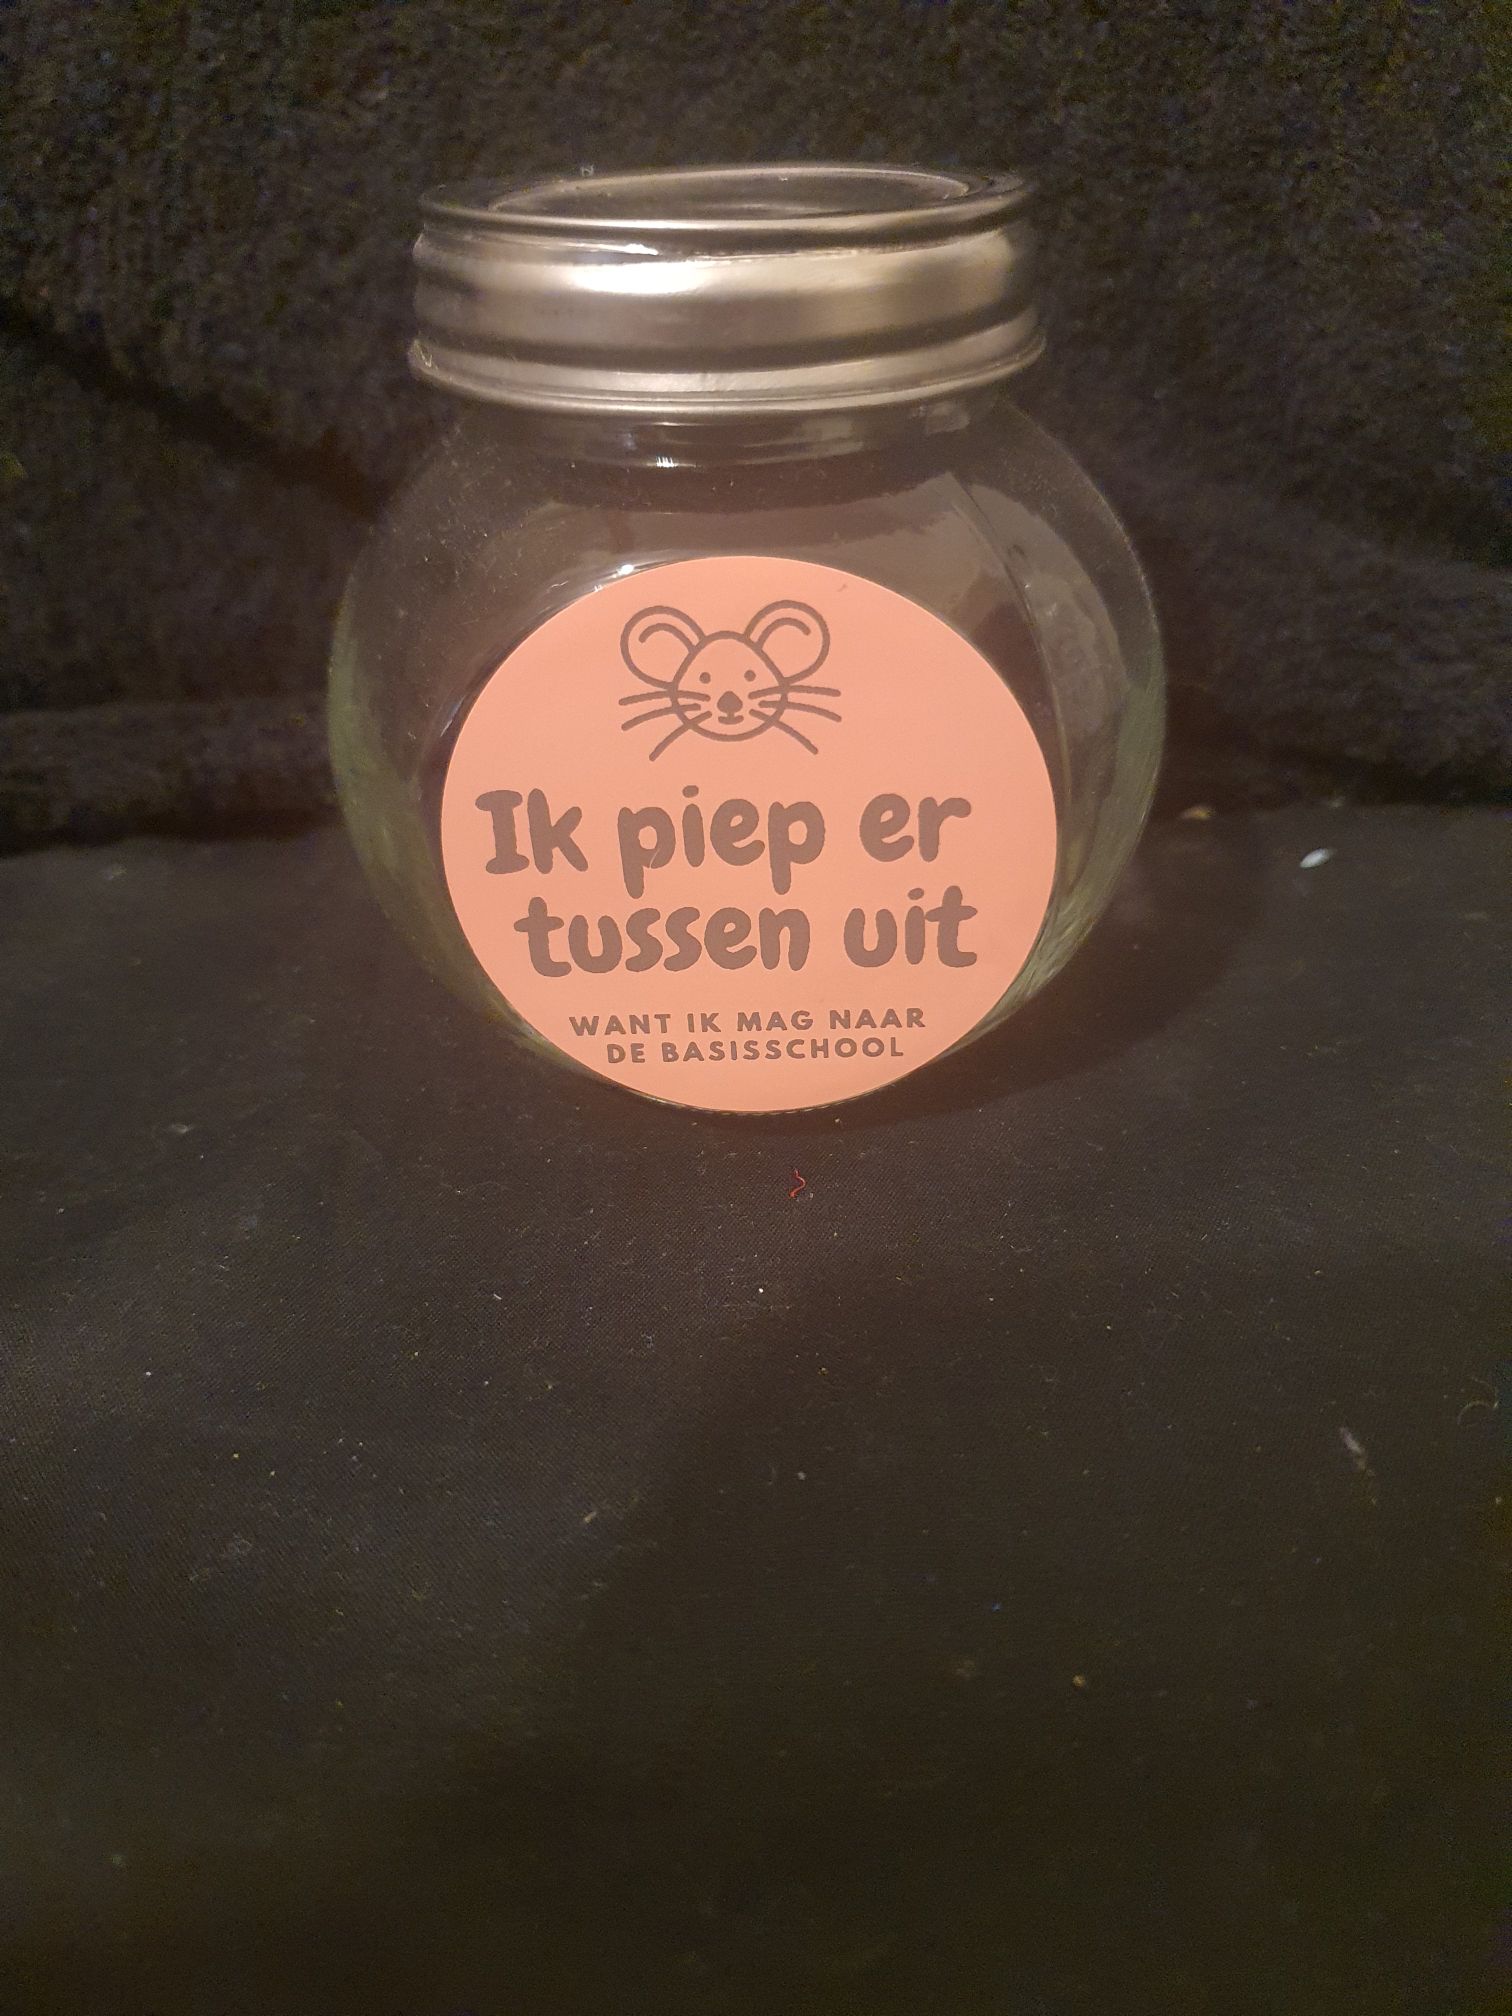 Ik piep er
tussen uit
WANT IK MAG NAAR
DE BASISSCHOOL